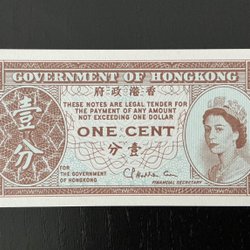 GOVERNMENT OF HONGKONG
府政港香
壹分
THESE NOTES ARE LEGAL TENDER FOR
THE PAYMENT OF ANY AMOUNT
NOT EXCEEDING ONE DOLLAR
ONE CENT
分壹
FOR
THE GOVERNMENT
OF HONGKONG
FINANCIAL SECRETARY